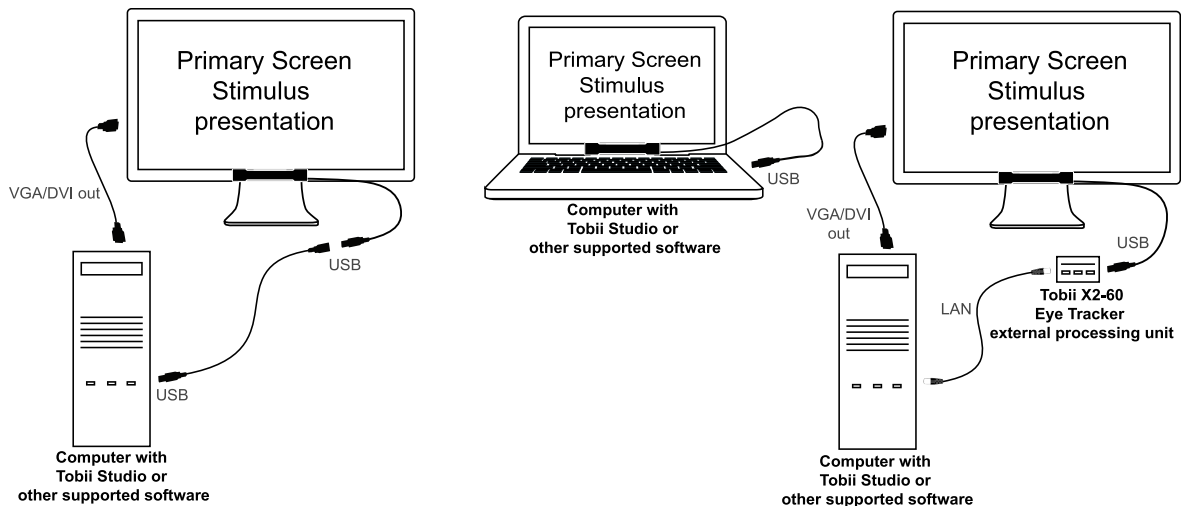 Primary Screen
Stimulus
presentation
VGA/DVI out
USB
USB
Computer with
Tobii Studio or
other supported software
Primary Screen
Stimulus
presentation
USB
Computer with
Tobii Studio or
other supported software
Primary Screen
Stimulus
presentation
VGA/DVI
out
USB
Tobii X2-60
Eye Tracker
external processing unit
LAN
Computer with
Tobii Studio or
other supported software